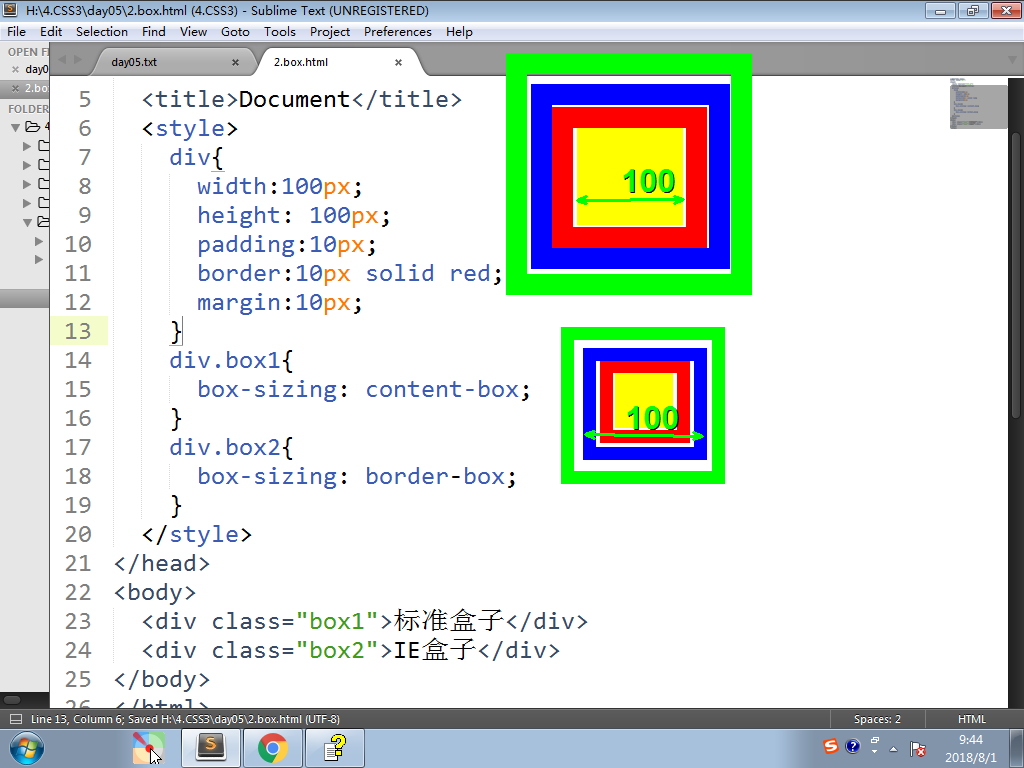 H:\4.CSS3\day05\2.box.html (4.CSS3) - Sublime Text (UNREGISTERED)
File Edit Selection Find View Goto Tools Project Preferences Help
OPEN FI
day0
2.bo
FOLDER
4
day05.txt
2.box.html
5 <title>Document</title>
6 <style>
7 div{
8 width:100px;
9 height: 100px;
10 padding:10px;
11 border:10px solid red;
12 margin:10px;
13 }
14 div.box1{
15 box-sizing: content-box;
16 }
17 div.box2{
18 box-sizing: border-box;
19 }
20 </style>
21 </head>
22 <body>
23 <div class="box1">标准盒子</div>
24 <div class="box2">IE盒子</div>
25 </body>
26 </html>
100
100
Line 13, Column 6; Saved H:\4.CSS3\day05\2.box.html (UTF-8)
Spaces: 2
HTML
9:44
2018/8/1